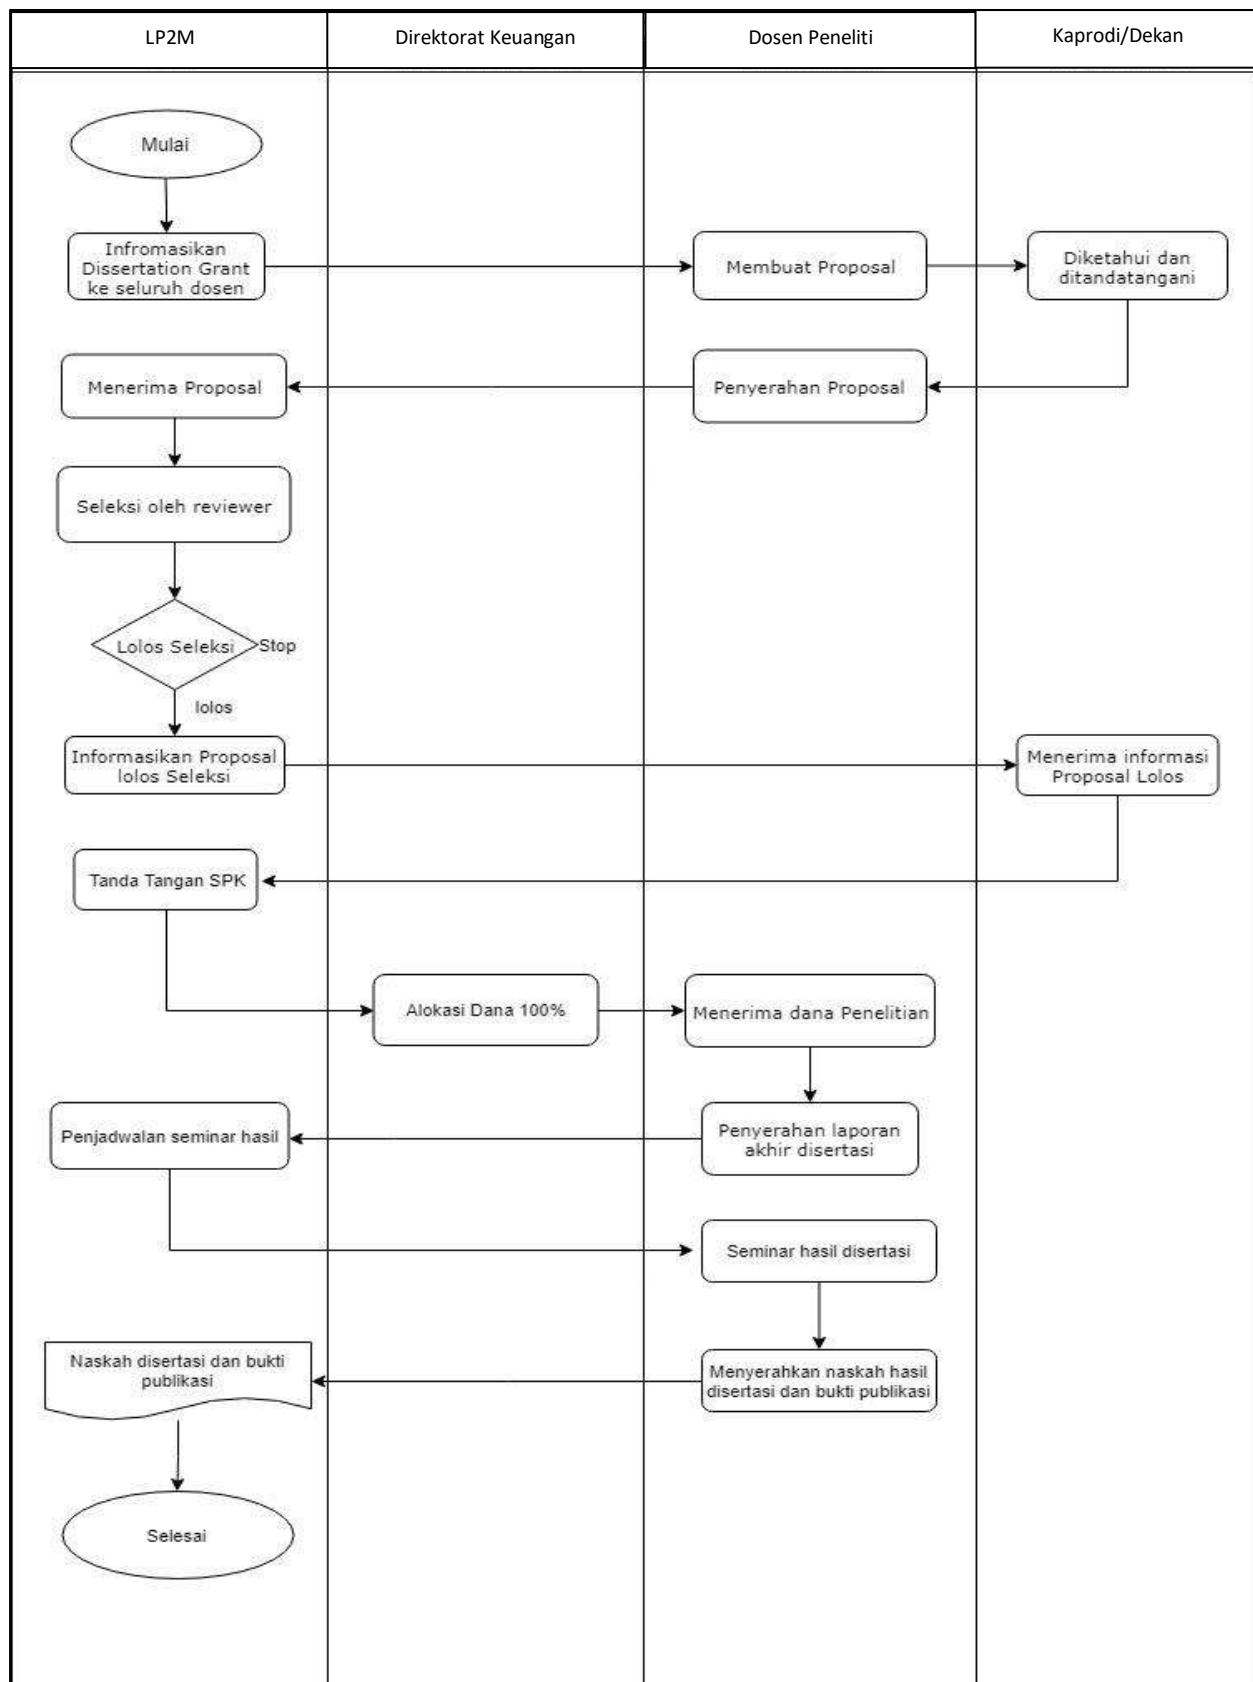 LP2M
Direktorat Keuangan
Dosen Peneliti
Kaprodi/Dekan
Mulai
Infromasikan
Dissertation Grant
ke seluruh dosen
Membuat Proposal
Diketahui dan
ditandatangani
Menerima Proposal
Penyerahan Proposal
Seleksi oleh reviewer
Lolos Seleksi
Stop
lolos
Informasikan Proposal
lolos Seleksi
Menerima informasi
Proposal Lolos
Tanda Tangan SPK
Alokasi Dana 100%
Menerima dana Penelitian
Penjadwalan seminar hasil
Penyerahan laporan
akhir disertasi
Seminar hasil disertasi
Naskah disertasi dan bukti
publikasi
Menyerahkan naskah hasil
disertasi dan bukti publikasi
Selesai